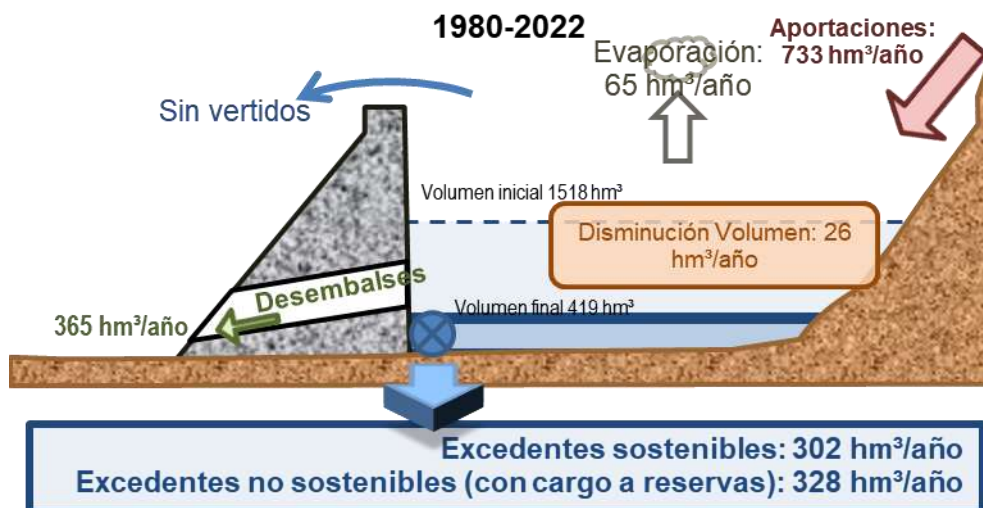 1980-2022
Aportaciones:
733 hm³/año
Evaporación:
65 hm³/año
Sin vertidos
Volumen inicial 1518 hm³
Disminución Volumen: 26
hm³/año
Desembalses
Volumen final 419 hm³
365 hm³/año
Excedentes sostenibles: 302 hm³/año
Excedentes no sostenibles (con cargo a reservas): 328 hm³/año